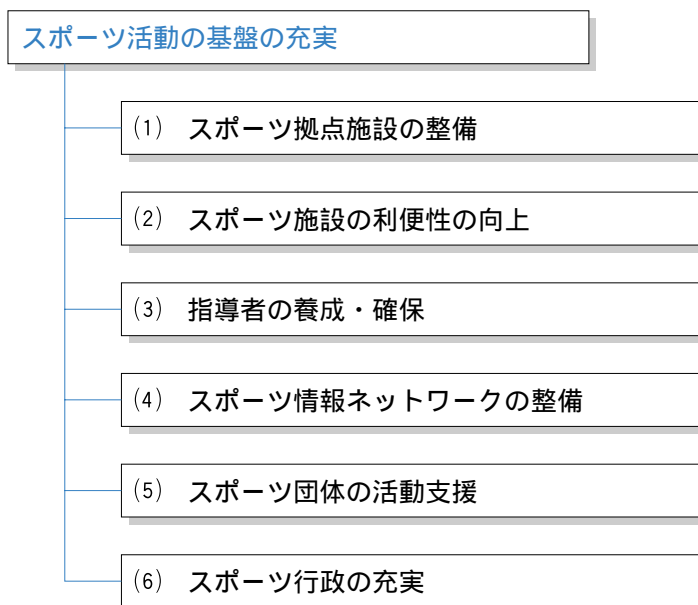 スポーツ活動の基盤の充実
(1) スポーツ拠点施設の整備
(2) スポーツ施設の利便性の向上
(3) 指導者の養成・確保
(4) スポーツ情報ネットワークの整備
(5) スポーツ団体の活動支援
(6) スポーツ行政の充実